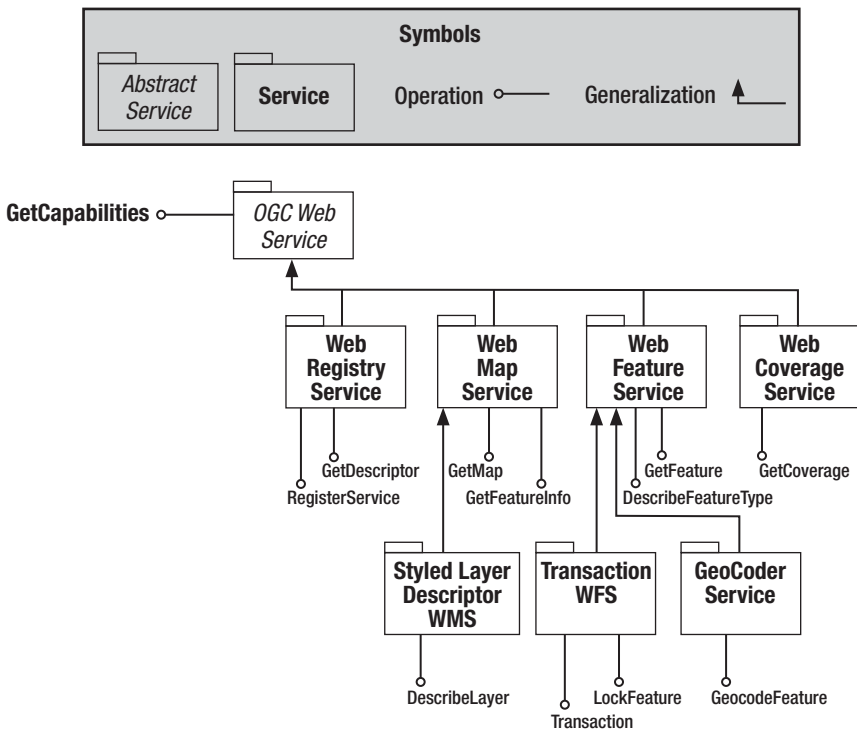 Symbols
Abstract
Service
Service
Operation
Generalization
GetCapabilities
OGC Web
Service
Web
Registry
Service
Web
Map
Service
Web
Feature
Service
Web
Coverage
Service
GetDescriptor
RegisterService
GetMap
GetFeatureInfo
GetFeature
DescribeFeatureType
GetCoverage
Styled Layer
Descriptor
WMS
Transaction
WFS
GeoCoder
Service
DescribeLayer
LockFeature
Transaction
GeocodeFeature